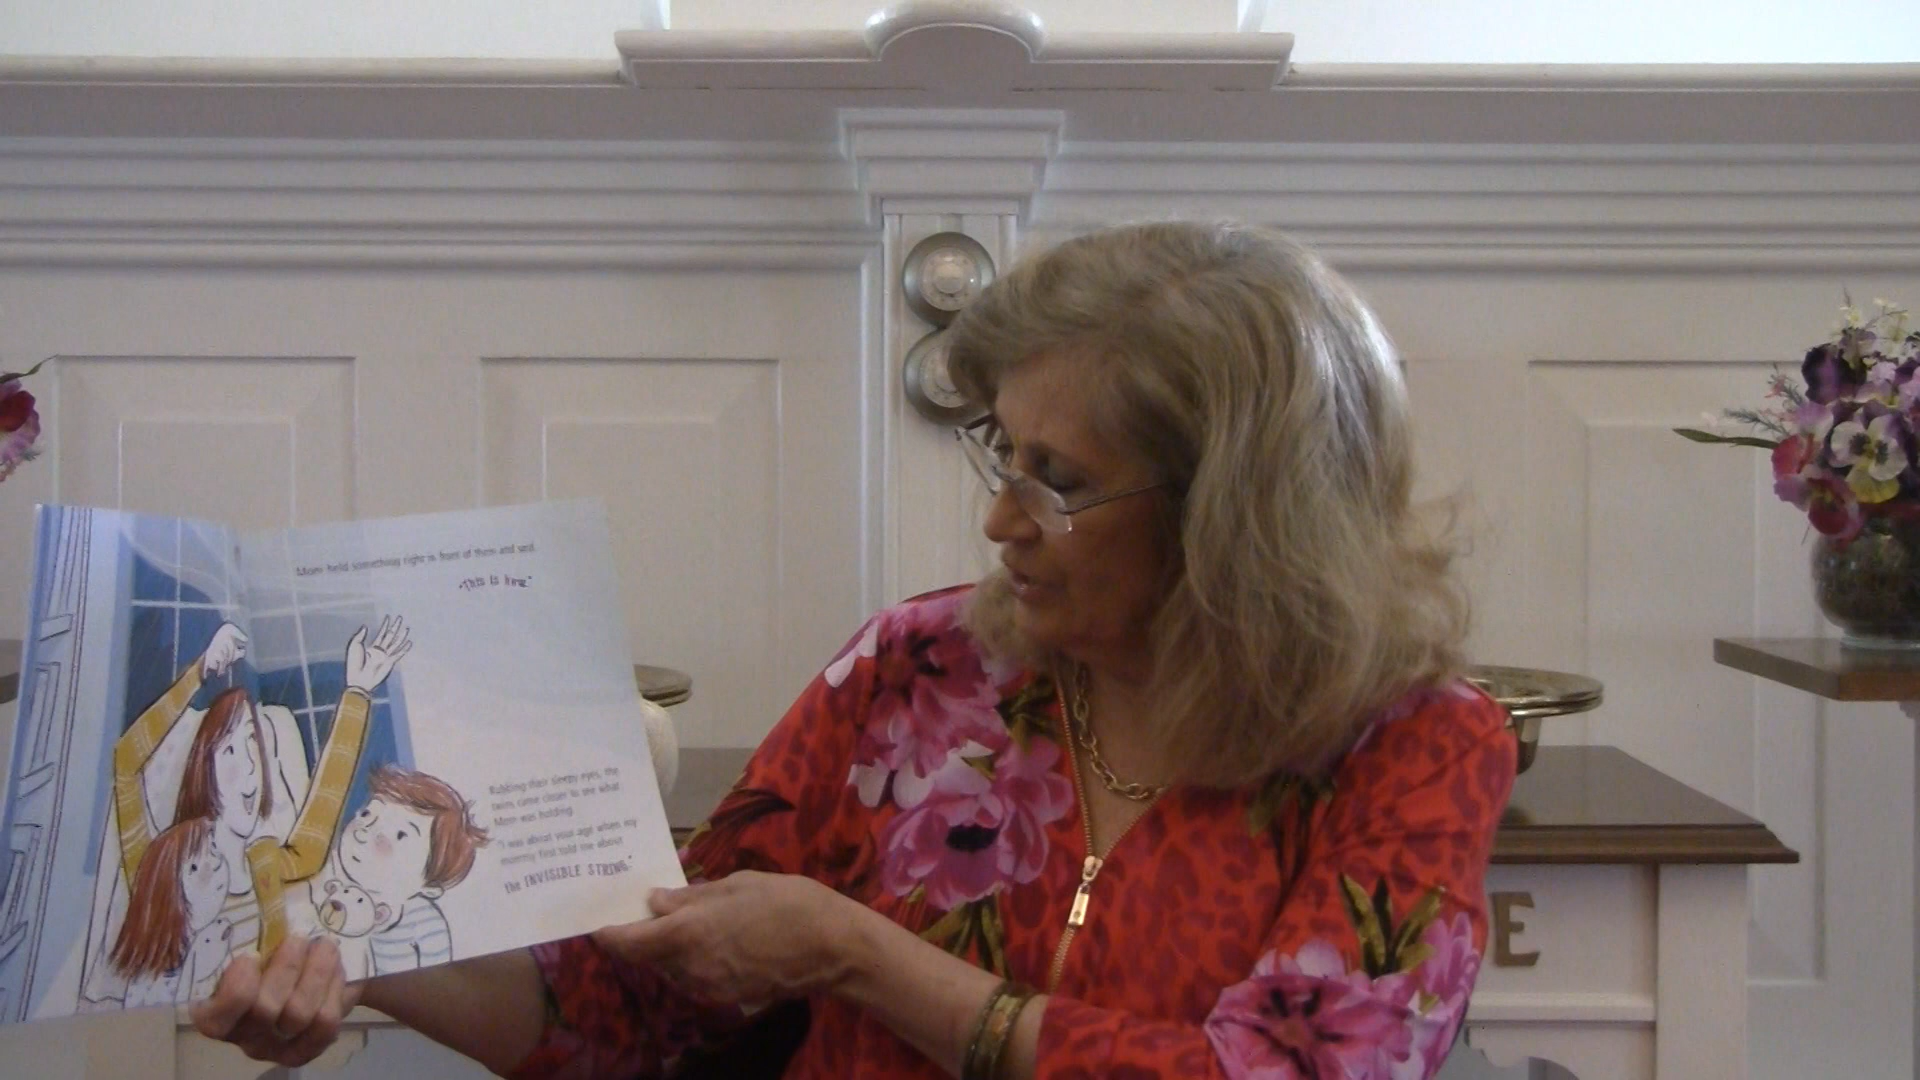 Mom held something right in front of them and said,
"This is how."
Rubbing their sleepy eyes, the
twins came closer to see what
Mom was holding.
"I was about your age when my
mommy first told me about
the INVISIBLE STRING."
E